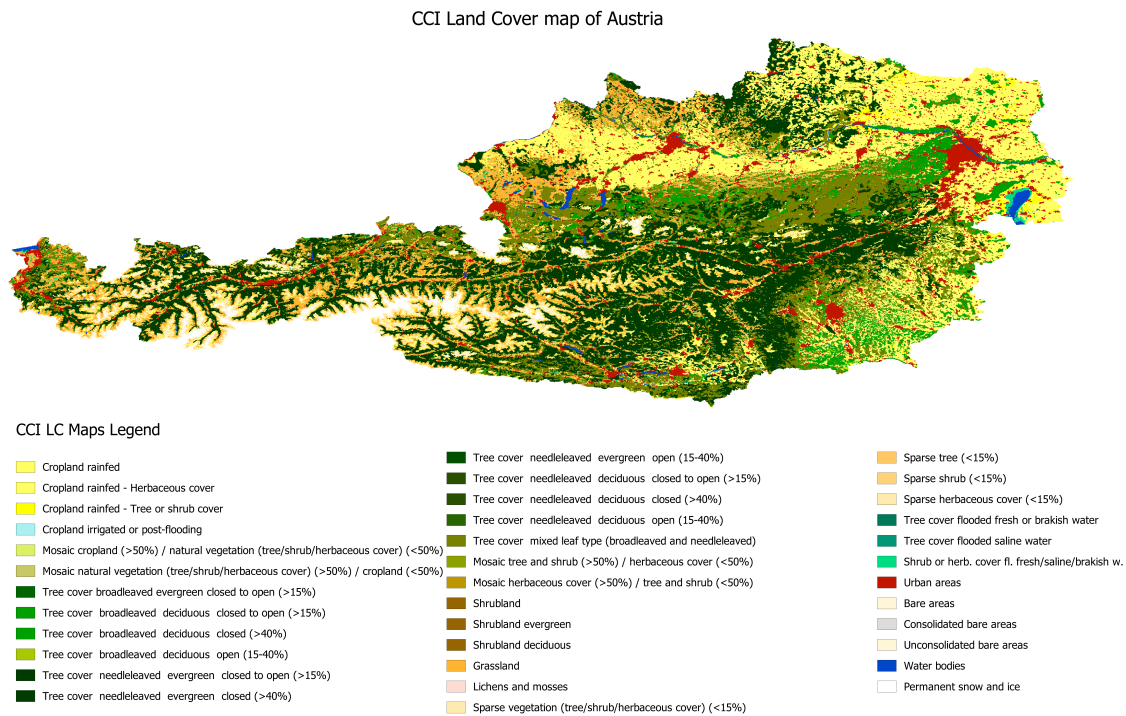 CCI Land Cover map of Austria
CCI LC Maps Legend
Cropland rainfed
Cropland rainfed - Herbaceous cover
Cropland rainfed - Tree or shrub cover
Cropland irrigated or post-flooding
Mosaic cropland (>50%) / natural vegetation (tree/shrub/herbaceous cover) (<50%)
Mosaic natural vegetation (tree/shrub/herbaceous cover) (>50%) / cropland (<50%)
Tree cover broadleaved evergreen closed to open (>15%)
Tree cover broadleaved deciduous closed to open (>15%)
Tree cover broadleaved deciduous closed (>40%)
Tree cover broadleaved deciduous open (15-40%)
Tree cover needleleaved evergreen closed to open (>15%)
Tree cover needleleaved evergreen closed (>40%)
Tree cover needleleaved evergreen open (15-40%)
Tree cover needleleaved deciduous closed to open (>15%)
Tree cover needleleaved deciduous closed (>40%)
Tree cover needleleaved deciduous open (15-40%)
Tree cover mixed leaf type (broadleaved and needleleaved)
Mosaic tree and shrub (>50%) / herbaceous cover (<50%)
Mosaic herbaceous cover (>50%) / tree and shrub (<50%)
Shrubland
Shrubland evergreen
Shrubland deciduous
Grassland
Lichens and mosses
Sparse vegetation (tree/shrub/herbaceous cover) (<15%)
Sparse tree (<15%)
Sparse shrub (<15%)
Sparse herbaceous cover (<15%)
Tree cover flooded fresh or brakish water
Tree cover flooded saline water
Shrub or herb. cover fl. fresh/saline/brakish w.
Urban areas
Bare areas
Consolidated bare areas
Unconsolidated bare areas
Water bodies
Permanent snow and ice